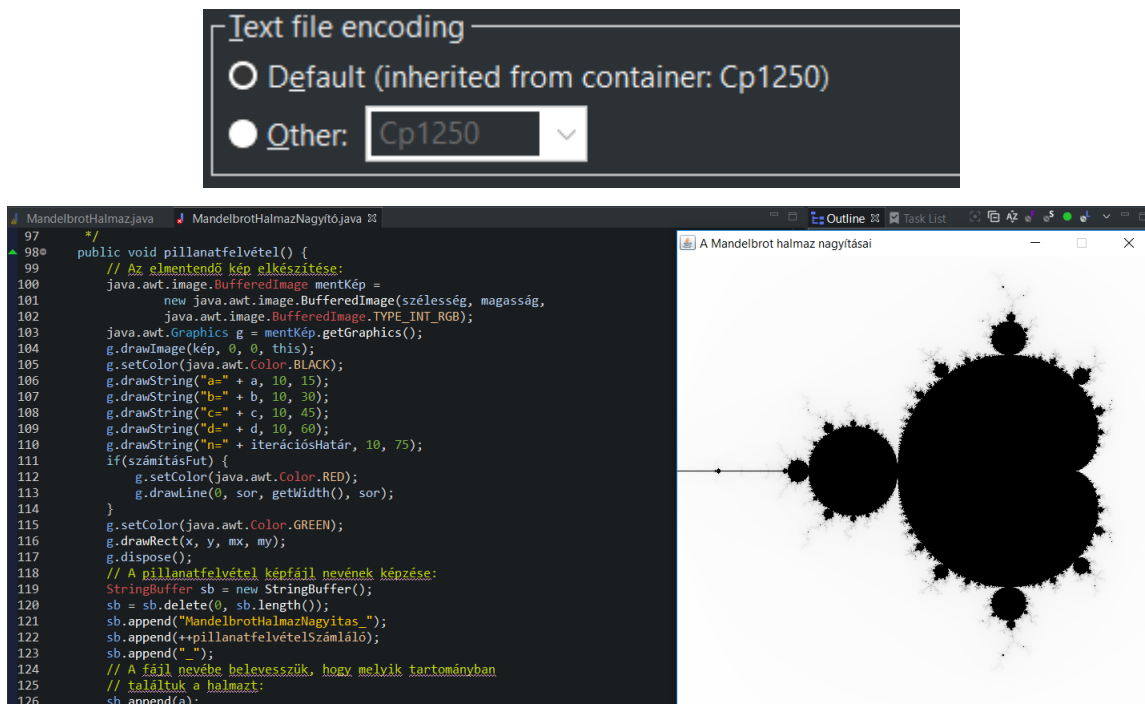 Text file encoding
Default (inherited from container: Cp1250)
Other: Cp1250
MandelbrotHalmaz.java MandelbrotHalmazNagyító.java Outline Task List
A Mandelbrot halmaz nagyításai
97 */
98 public void pillanatfelvétel() {
99 // Az elmentendő kép elkészítése:
100 java.awt.image.BufferedImage mentKép =
101 new java.awt.image.BufferedImage(szélesség, magasság,
102 java.awt.image.BufferedImage.TYPE_INT_RGB);
103 java.awt.Graphics g = mentKép.getGraphics();
104 g.drawImage(kép, 0, 0, this);
105 g.setColor(java.awt.Color.BLACK);
106 g.drawString("a=" + a, 10, 15);
107 g.drawString("b=" + b, 10, 30);
108 g.drawString("c=" + c, 10, 45);
109 g.drawString("d=" + d, 10, 60);
110 g.drawString("n=" + iterációsHatár, 10, 75);
111 if(számításFut) {
112 g.setColor(java.awt.Color.RED);
113 g.drawLine(0, sor, getWidth(), sor);
114 }
115 g.setColor(java.awt.Color.GREEN);
116 g.drawRect(x, y, mx, my);
117 g.dispose();
118 // A pillanatfelvétel képfájl nevének képzése:
119 StringBuffer sb = new StringBuffer();
120 sb = sb.delete(0, sb.length());
121 sb.append("MandelbrotHalmazNagyitas_");
122 sb.append(++pillanatfelvételSzámláló);
123 sb.append("_");
124 // A fájl nevébe belevesszük, hogy melyik tartományban
125 // találtuk a halmazt:
126 sb.append(a);